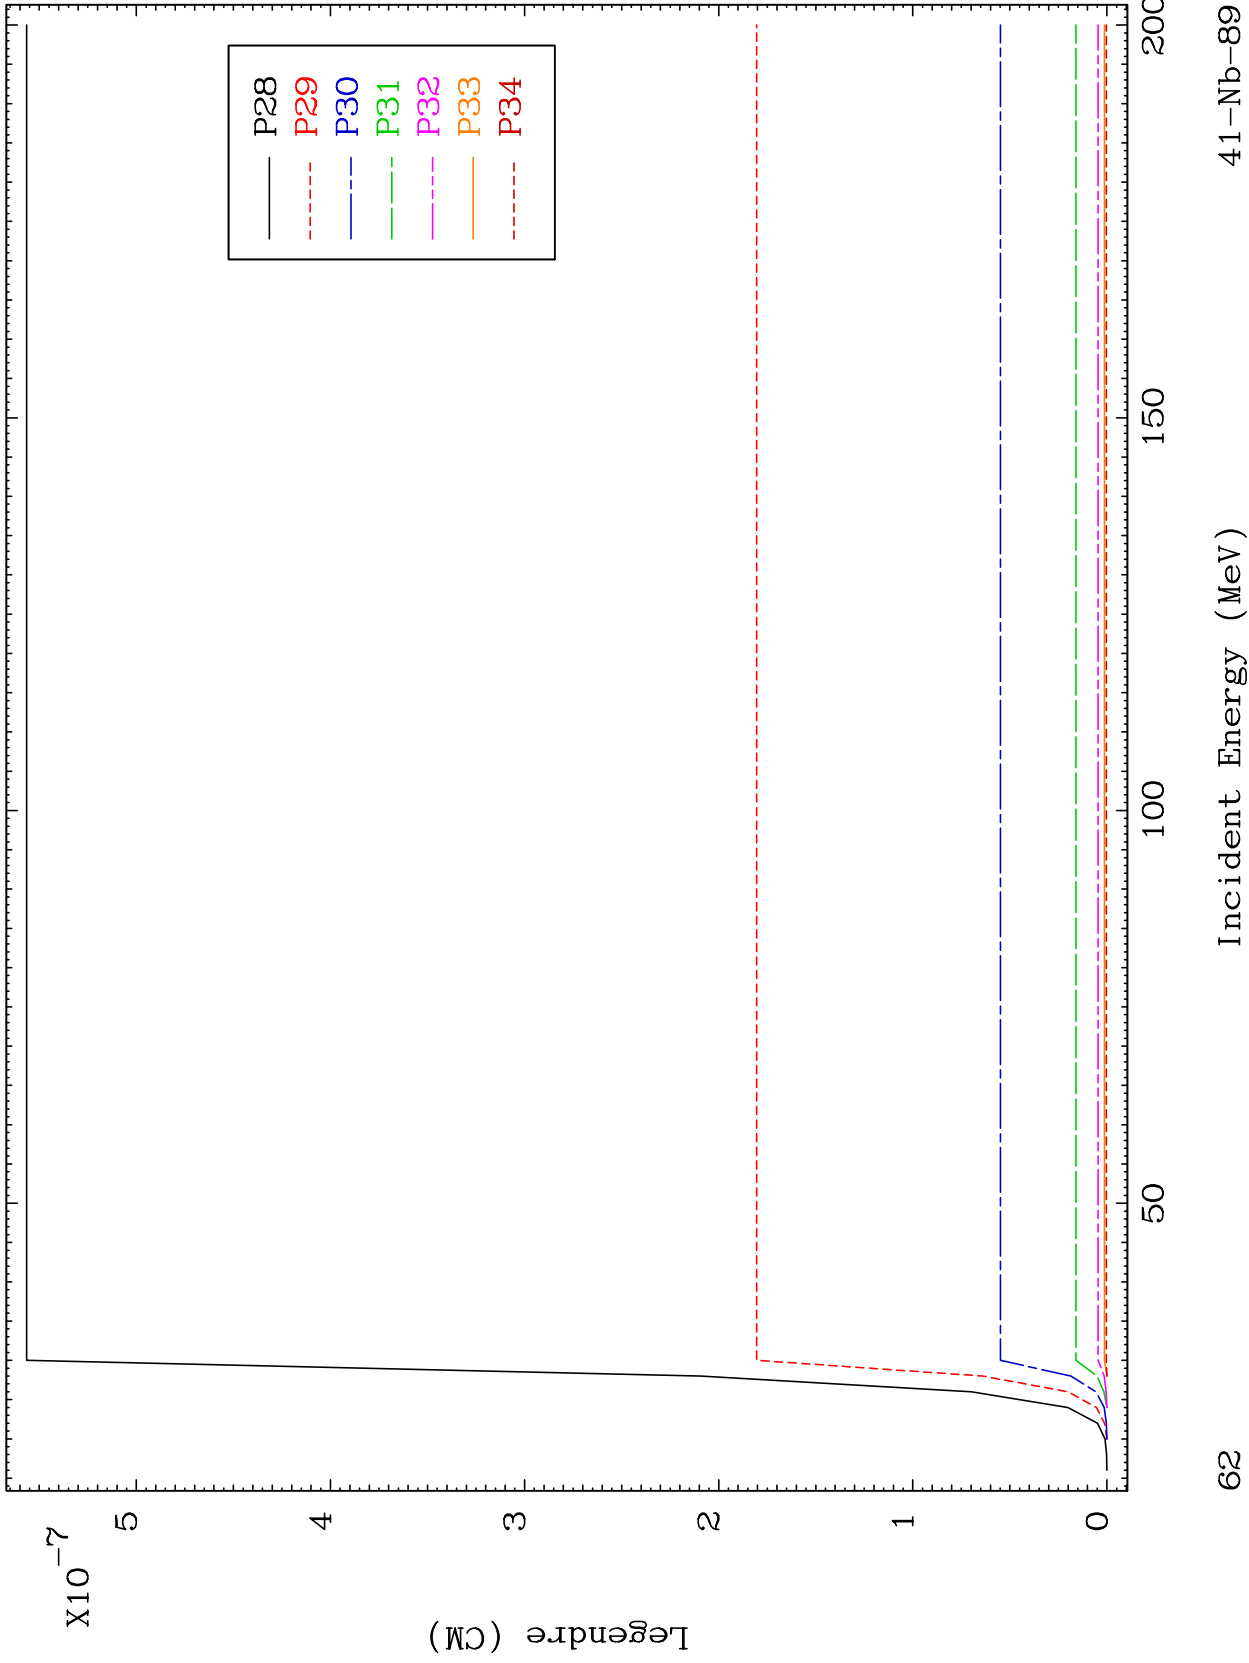 X10-7
5
4
3
2
1
0
Legendre (CM)
P28
P29
P30
P31
P32
P33
P34
50
100
150
200
62
Incident Energy (MeV)
41-Nb-89